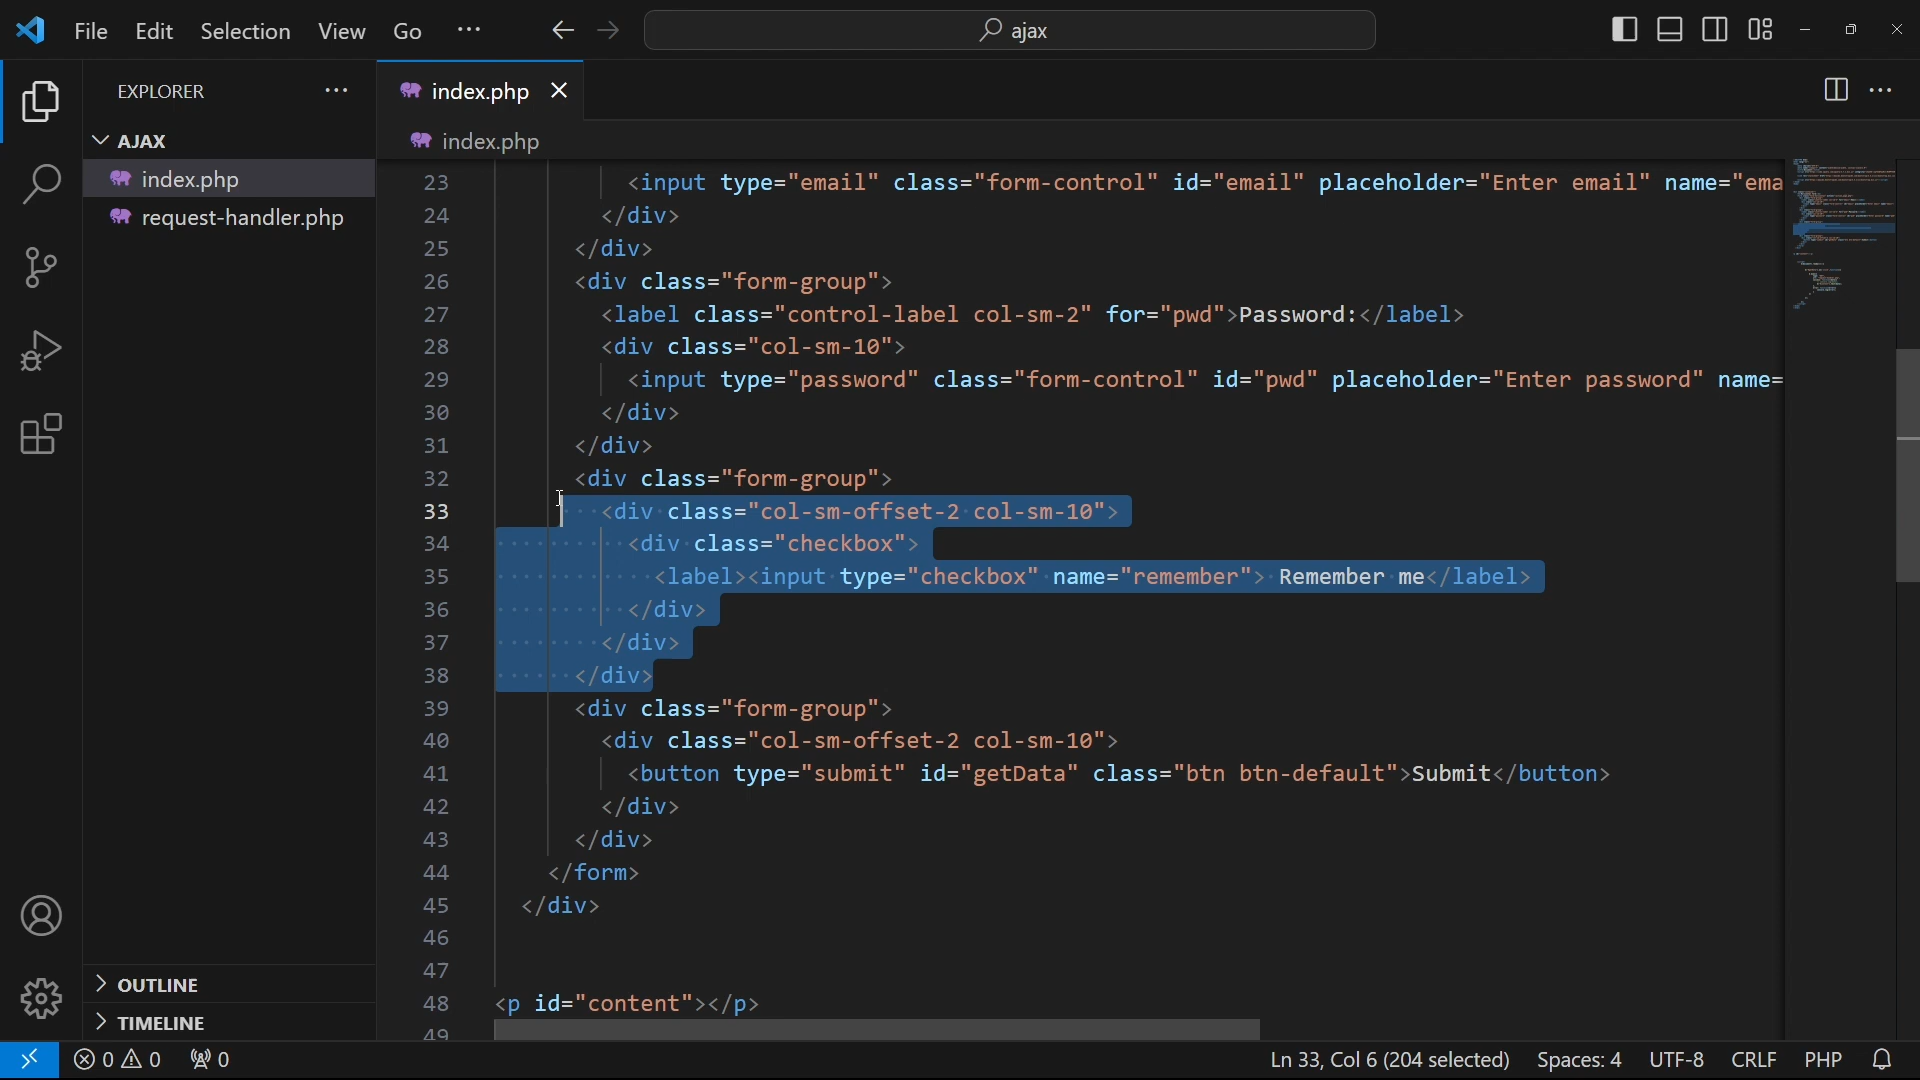 File Edit Selection View Go ··· ajax
EXPLORER ···
index.php
AJAX
index.php
index.php
request-handler.php
23 <input type="email" class="form-control" id="email" placeholder="Enter email" name="ema
24 </div>
25 </div>
26 <div class="form-group">
27 <label class="control-label col-sm-2" for="pwd">Password:</label>
28 <div class="col-sm-10">
29 <input type="password" class="form-control" id="pwd" placeholder="Enter password" name=
30 </div>
31 </div>
32 <div class="form-group">
33 <div class="col-sm-offset-2 col-sm-10">
34 <div class="checkbox">
35 <label><input type="checkbox" name="remember"> Remember me</label>
36 </div>
37 </div>
38 </div>
39 <div class="form-group">
40 <div class="col-sm-offset-2 col-sm-10">
41 <button type="submit" id="getData" class="btn btn-default">Submit</button>
42 </div>
43 </div>
44 </form>
45 </div>
46
47
48 <p id="content"></p>
49
OUTLINE
TIMELINE
0 0 0 Ln 33, Col 6 (204 selected) Spaces: 4 UTF-8 CRLF PHP